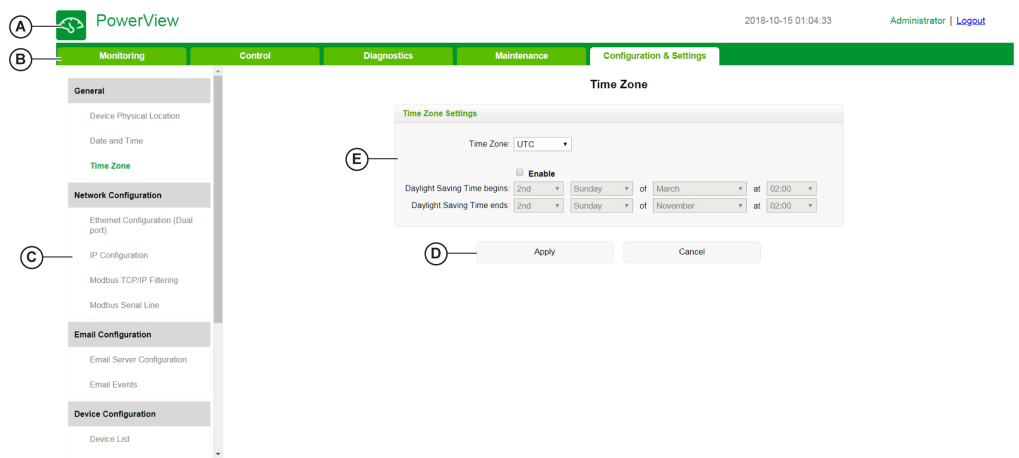 A
PowerView
2018-10-15 01:04:33
Administrator | Logout
B
Monitoring
Control
Diagnostics
Maintenance
Configuration & Settings
General
Device Physical Location
Date and Time
Time Zone
Network Configuration
Ethernet Configuration (Dual
port)
C
IP Configuration
Modbus TCP/IP Filtering
Modbus Serial Line
Email Configuration
Email Server Configuration
Email Events
Device Configuration
Device List
Time Zone
Time Zone Settings
E
Time Zone: UTC
Enable
Daylight Saving Time begins: 2nd Sunday of March at 02:00
Daylight Saving Time ends: 2nd Sunday of November at 02:00
D
Apply
Cancel